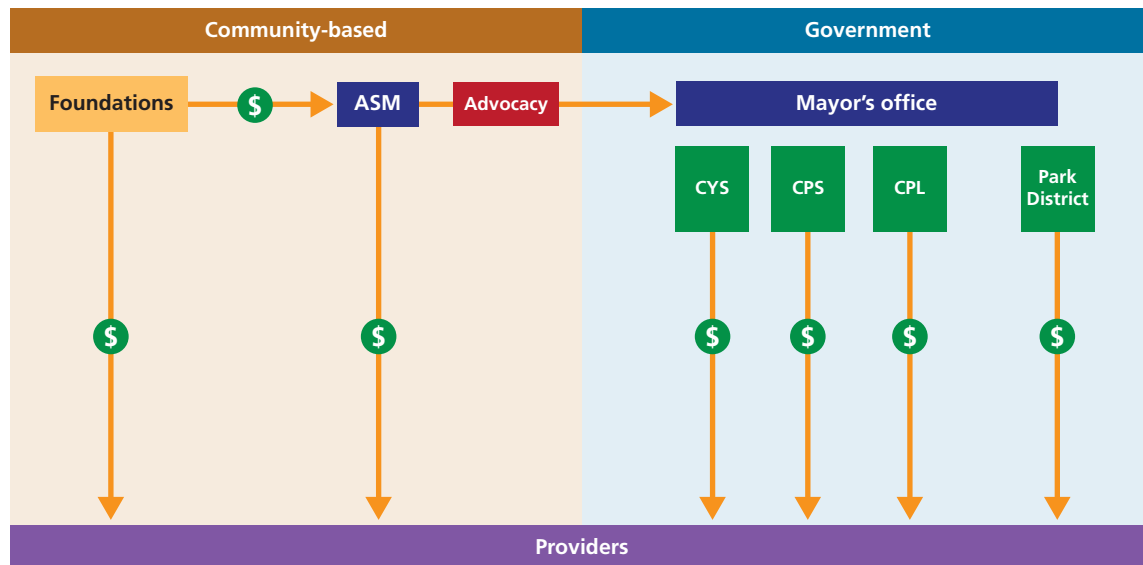 Community-based
Government
Foundations
$
ASM
Advocacy
Mayor's office
CYS
CPS
CPL
Park
District
$
$
$
$
$
$
Providers